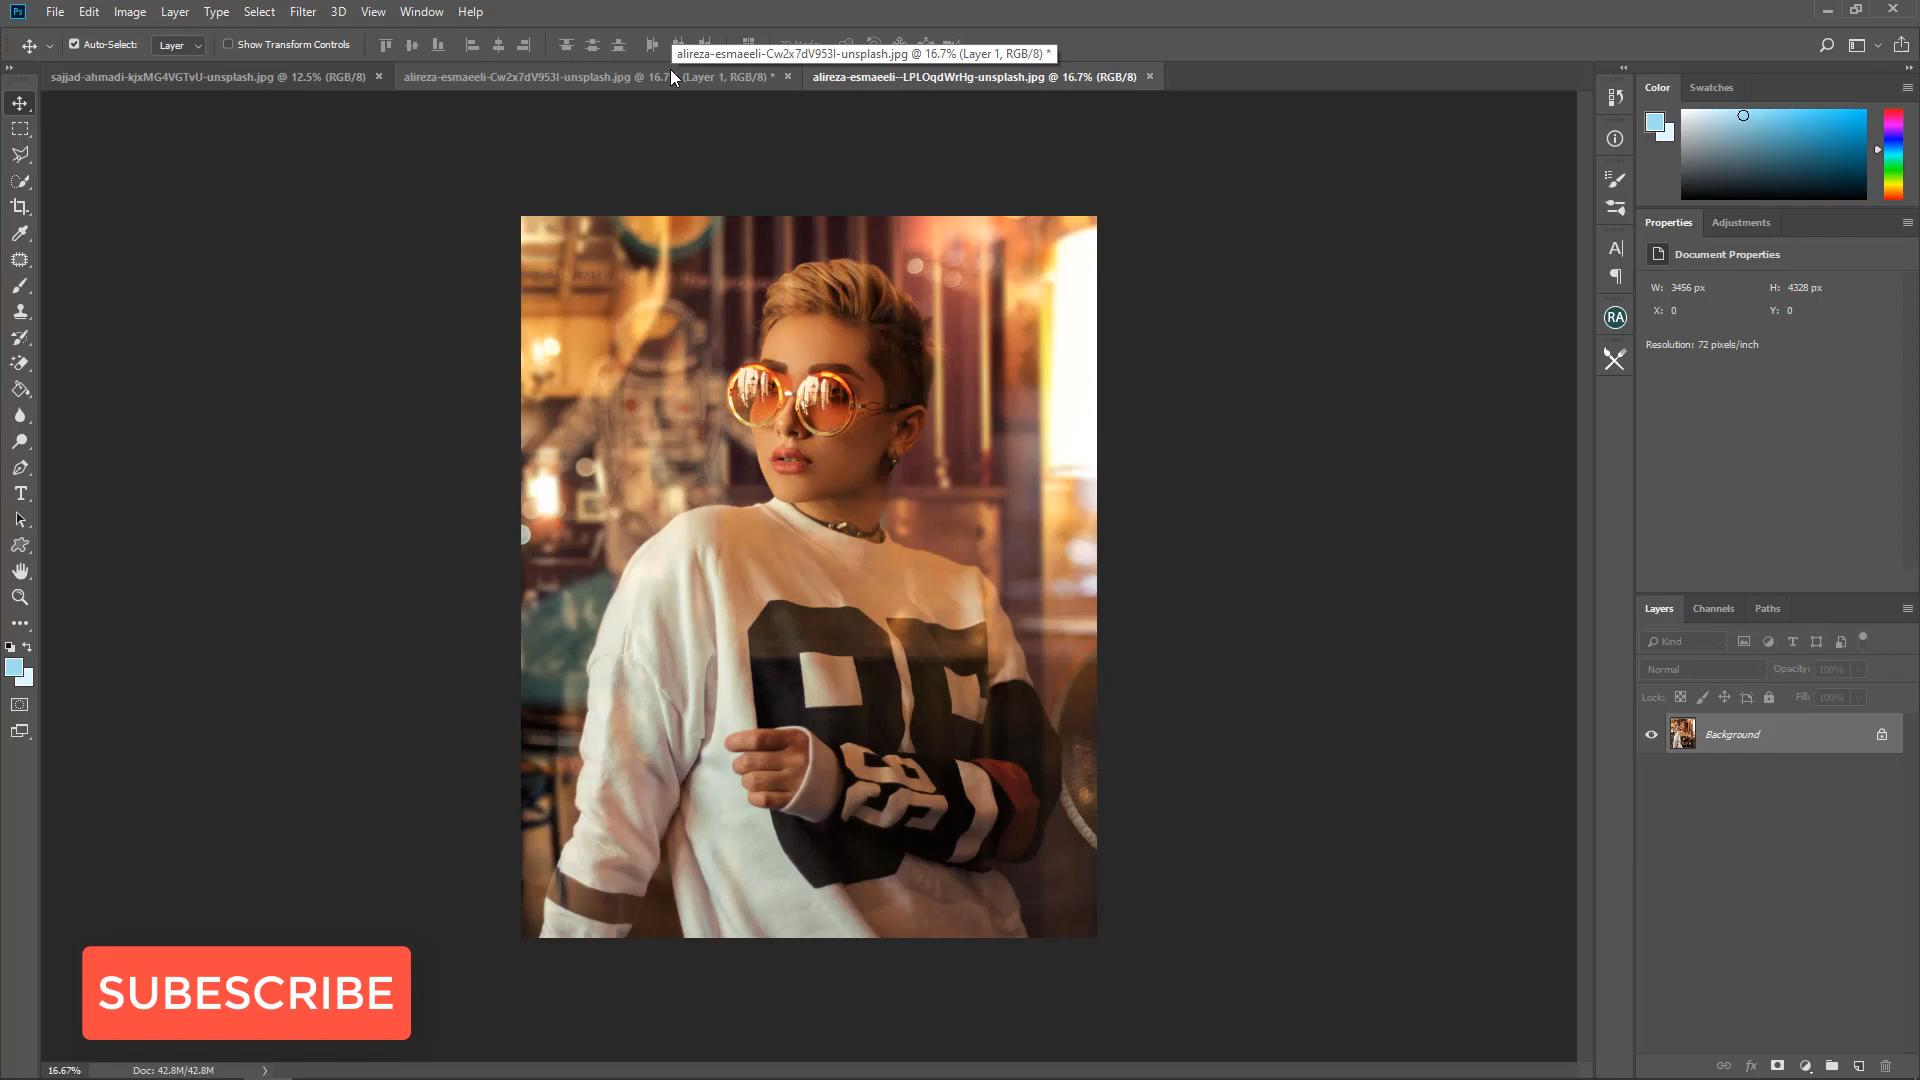 Ps File Edit Image Layer Type Select Filter 3D View Window Help
Auto-Select: Layer Show Transform Controls
alireza-esmaeeli-Cw2x7dV953I-unsplash.jpg @ 16.7% (Layer 1, RGB/8) *
sajjad-ahmadi-kjxMG4VGTvU-unsplash.jpg @ 12.5% (RGB/8) × alireza-esmaeeli-Cw2x7dV953I-unsplash.jpg @ 16.7 (Layer 1, RGB/8) * × alireza-esmaeeli--LPLOqdWrHg-unsplash.jpg @ 16.7% (RGB/8) ×
Color Swatches
Properties Adjustments
Document Properties
W: 3456 px H: 4328 px
X: 0 Y: 0
Resolution: 72 pixels/inch
RA
Layers Channels Paths
Kind
Normal Opacity: 100%
Lock: Fill: 100%
Background
SUBESCRIBE
16.67% Doc: 42.8M/42.8M